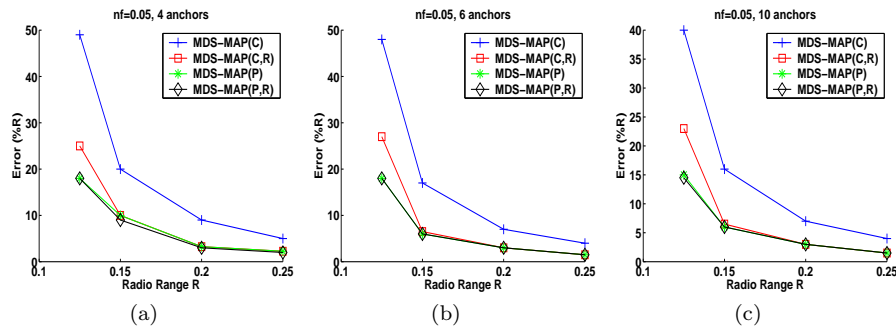 nf=0.05, 4 anchors
50
40
30
20
10
0
Error (%R)
0.1
0.15
0.2
0.25
Radio Range R
MDS-MAP(C)
MDS-MAP(C,R)
MDS-MAP(P)
MDS-MAP(P,R)
(a)
nf=0.05, 6 anchors
50
40
30
20
10
0
Error (%R)
0.1
0.15
0.2
0.25
Radio Range R
MDS-MAP(C)
MDS-MAP(C,R)
MDS-MAP(P)
MDS-MAP(P,R)
(b)
nf=0.05, 10 anchors
40
35
30
25
20
15
10
5
0
Error (%R)
0.1
0.15
0.2
0.25
Radio Range R
MDS-MAP(C)
MDS-MAP(C,R)
MDS-MAP(P)
MDS-MAP(P,R)
(c)